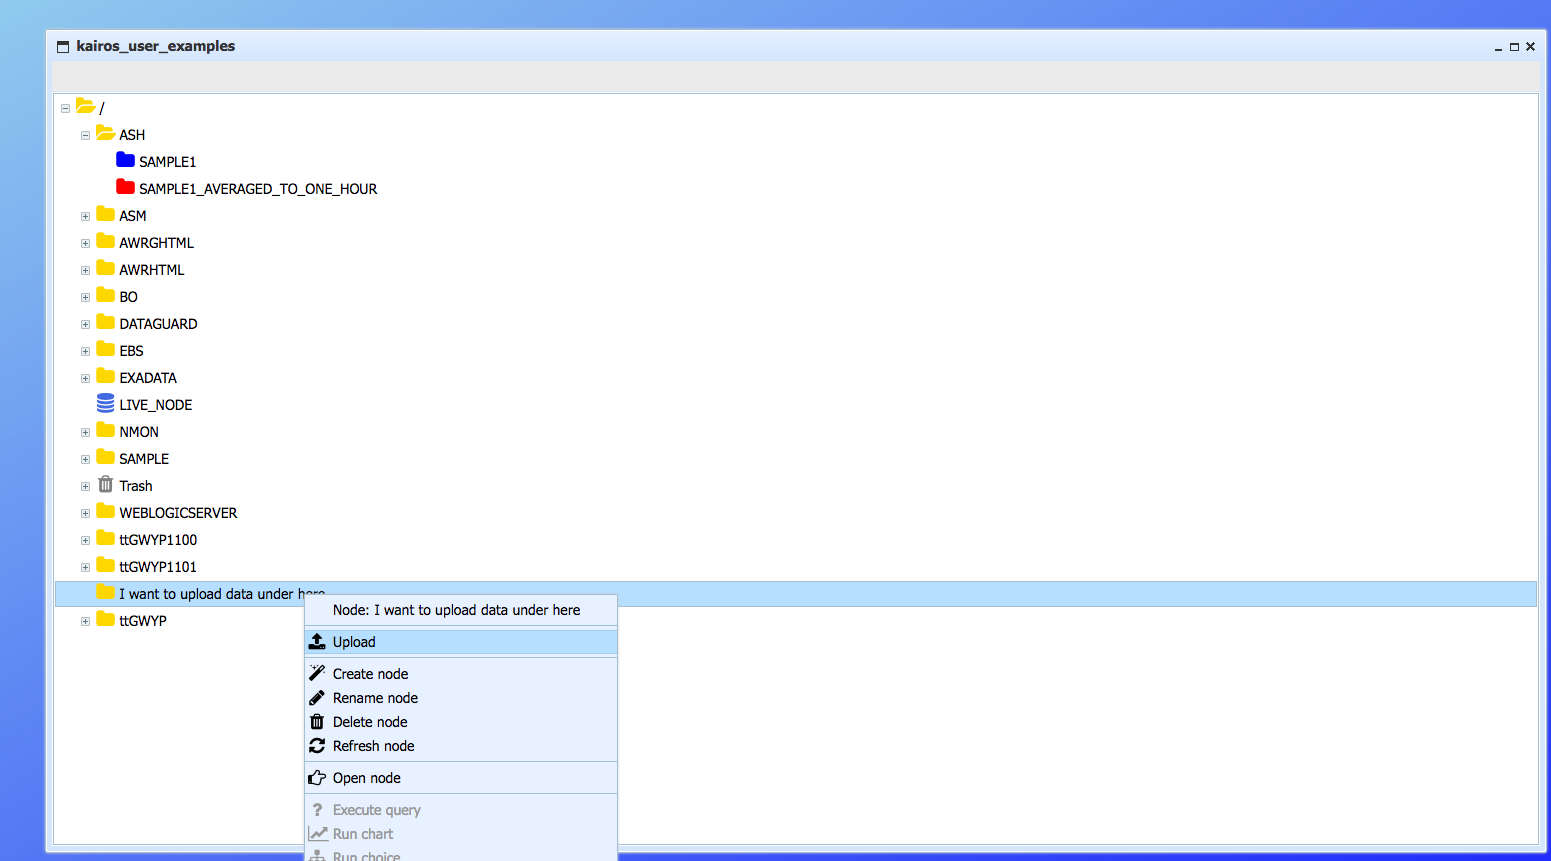 kairos_user_examples
/
ASH
SAMPLE1
SAMPLE1_AVERAGED_TO_ONE_HOUR
ASM
AWRGHTML
AWRHTML
BO
DATAGUARD
EBS
EXADATA
LIVE_NODE
NMON
SAMPLE
Trash
WEBLOGICSERVER
ttGWYP1100
ttGWYP1101
I want to upload data under here
ttGWYP
Node: I want to upload data under here
Upload
Create node
Rename node
Delete node
Refresh node
Open node
? Execute query
Run chart
Run choice